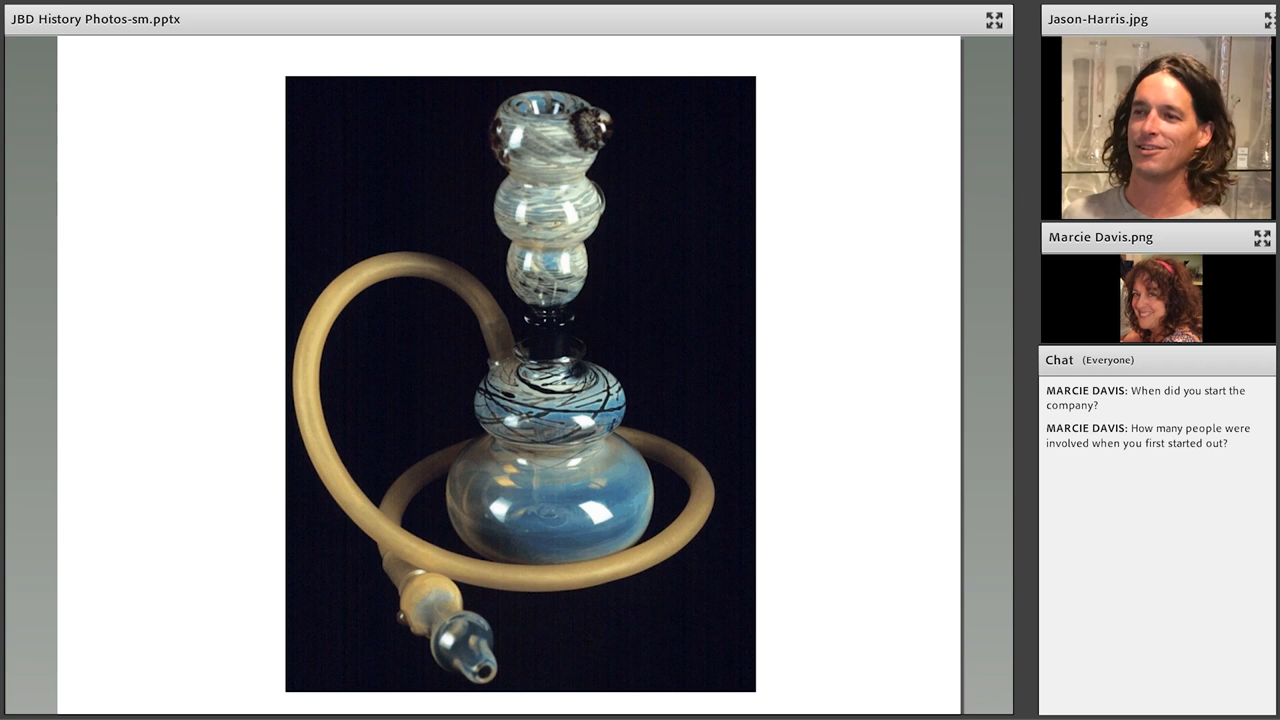 JBD History Photos-sm.pptx
Jason-Harris.jpg
Marcie Davis.png
Chat (Everyone)
MARCIE DAVIS: When did you start the
company?
MARCIE DAVIS: How many people were
involved when you first started out?